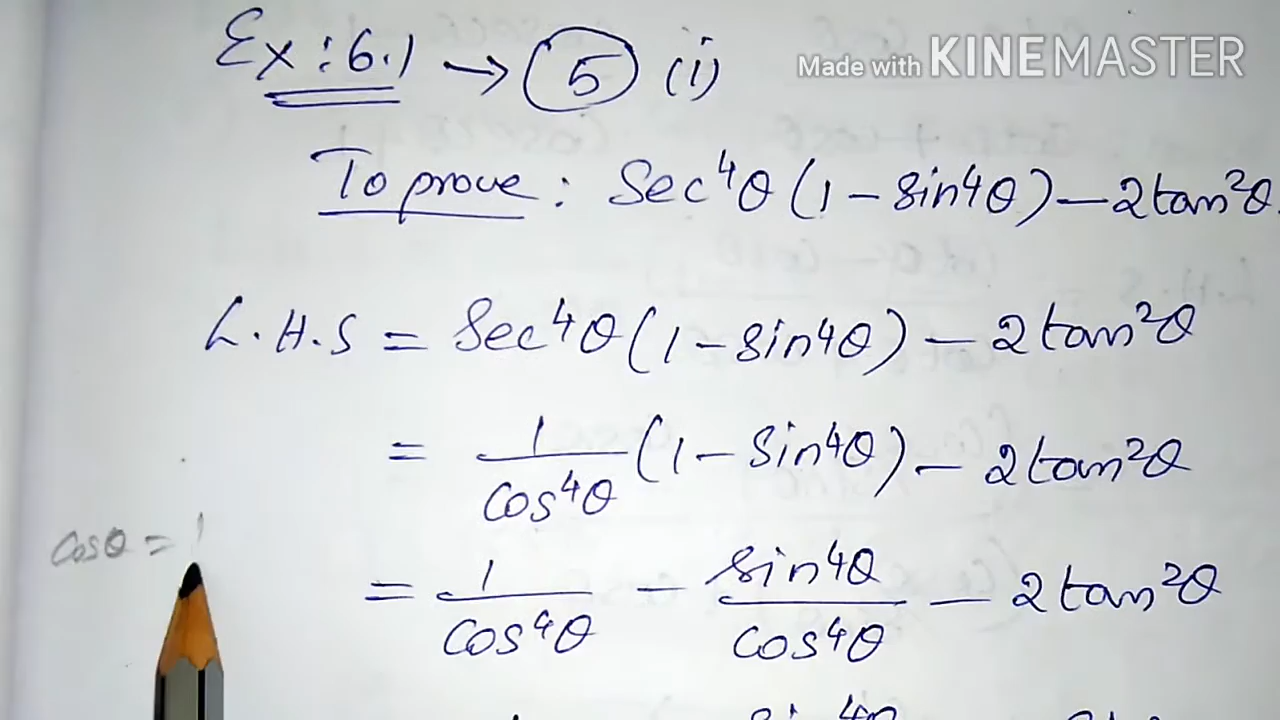 Ex : 6.1 → 5 (i)
Made with KINEMASTER
To prove : Sec⁴θ (1 − sin⁴θ) − 2tan²θ
L.H.S = Sec⁴θ (1 − sin⁴θ) − 2tan²θ
= 1/cos⁴θ (1 − sin⁴θ) − 2tan²θ
cosθ = 1
= 1/cos⁴θ − sin⁴θ/cos⁴θ − 2tan²θ